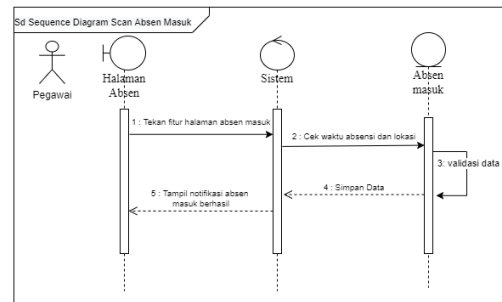 Sd Sequence Diagram Scan Absen Masuk
Pegawai
Halaman
Absen
Sistem
Absen
masuk
1 : Tekan fitur halaman absen masuk
2 : Cek waktu absensi dan lokasi
3: validasi data
4 : Simpan Data
5 : Tampil notifikasi absen
masuk berhasil